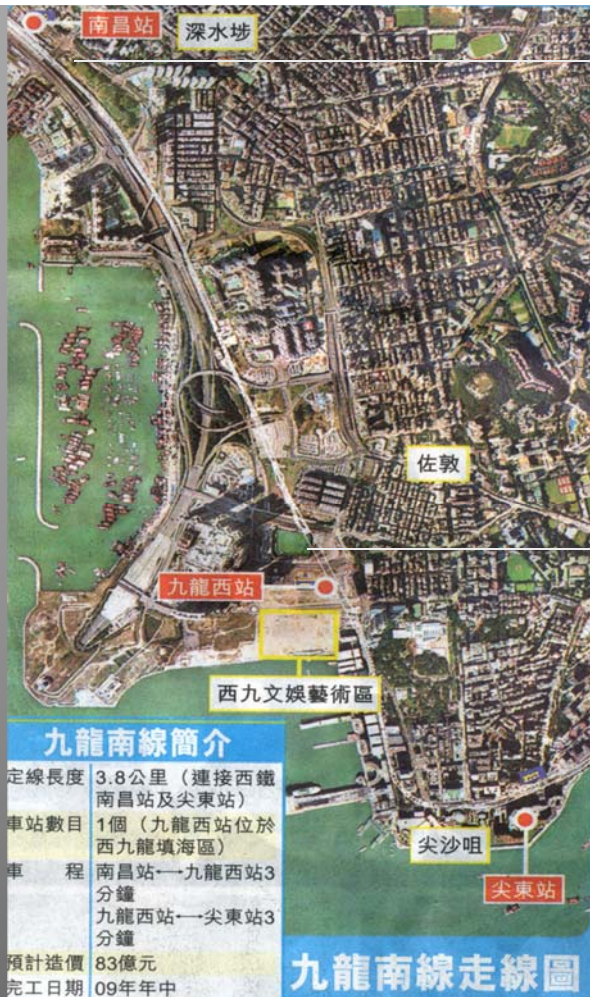 南昌站
深水埗
佐敦
九龍西站
西九文娛藝術區
尖沙咀
尖東站
九龍南線簡介
定線長度 3.8公里（連接西鐵
南昌站及尖東站）
車站數目 1個（九龍西站位於
西九龍填海區）
車 程 南昌站←→九龍西站3
分鐘
九龍西站←→尖東站3
分鐘
預計造價 83億元
完工日期 09年年中
九龍南線走線圖